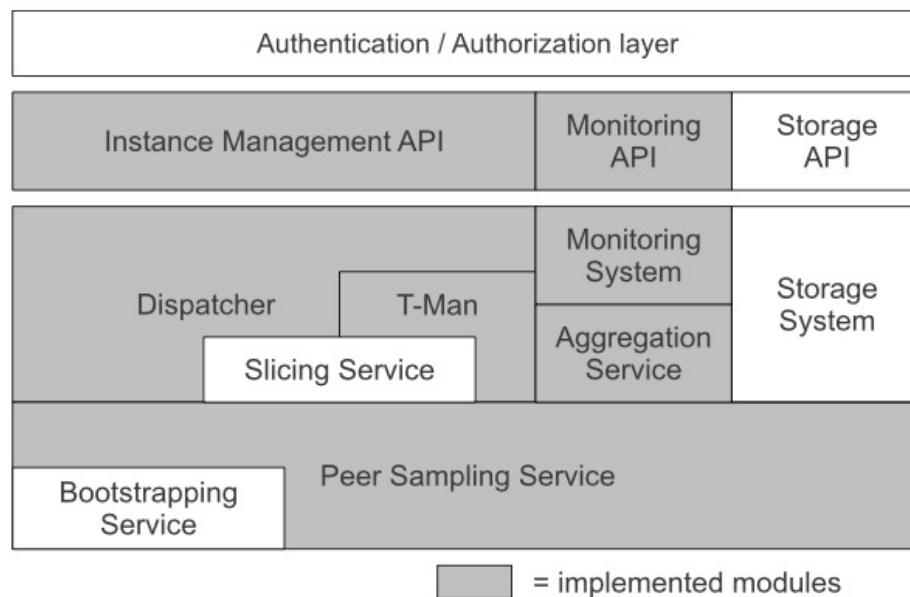 Authentication / Authorization layer
Instance Management API
Monitoring
API
Storage
API
Dispatcher
T-Man
Slicing Service
Monitoring
System
Aggregation
Service
Storage
System
Peer Sampling Service
Bootstrapping
Service
= implemented modules